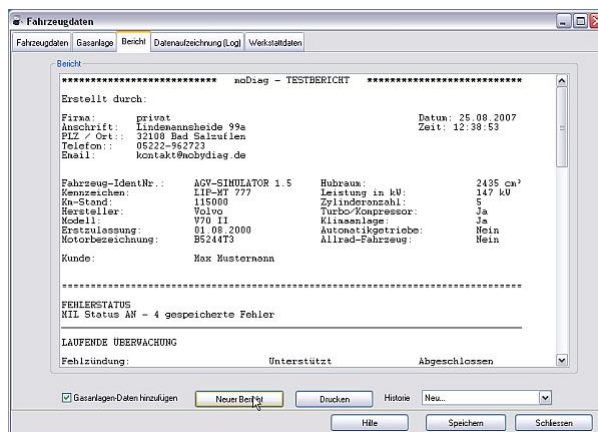 Fahrzeugdaten
Fahrzeugdaten Gasanlage Bericht Datenaufzeichnung (Log) Werkstattdaten
Bericht
**************************** moDiag - TESTBERICHT ****************************
Erstellt durch:
Firma: privat Datum: 25.08.2007
Anschrift: Lindemannsheide 99a Zeit: 12:38:53
PLZ / Ort:: 32108 Bad Salzuflen
Telefon:: 05222-962723
Email: kontakt@mobydiag.de
Fahrzeug-IdentNr.: AGV-SIMULATOR 1.5 Hubraum: 2435 cm³
Kennzeichen: LIP-MT 777 Leistung in kW: 147 kW
Km-Stand: 115000 Zylinderanzahl: 5
Hersteller: Volvo Turbo/Kompressor: Ja
Modell: V70 II Klimaanlage: Ja
Erstzulassung: 01.08.2000 Automatikgetriebe: Nein
Motorbezeichnung: B5244T3 Allrad-Fahrzeug: Nein
Kunde: Max Mustermann
================================================================================
FEHLERSTATUS
MIL Status AN - 4 gespeicherte Fehler
LAUFENDE ÜBERWACHUNG
Fehlzündung: Unterstützt Abgeschlossen
Gasanlagen-Daten hinzufügen Neuer Bericht Drucken Historie Neu...
Hilfe Speichern Schliessen